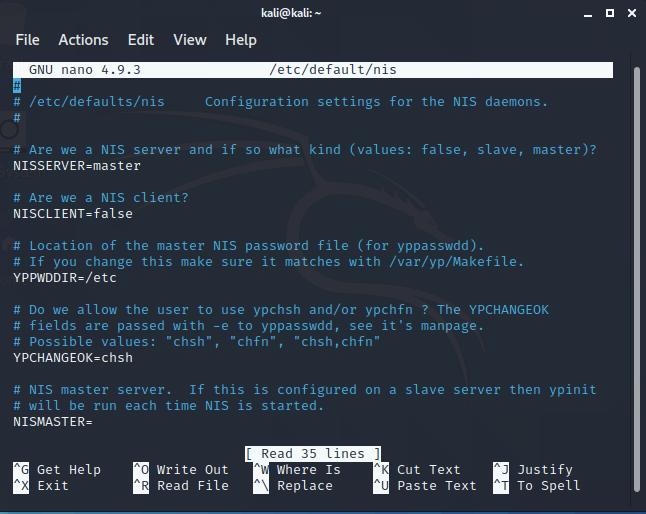 kali@kali: ~
File Actions Edit View Help
GNU nano 4.9.3 /etc/default/nis
#
# /etc/defaults/nis Configuration settings for the NIS daemons.
#
# Are we a NIS server and if so what kind (values: false, slave, master)?
NISSERVER=master
# Are we a NIS client?
NISCLIENT=false
# Location of the master NIS password file (for yppasswdd).
# If you change this make sure it matches with /var/yp/Makefile.
YPPWDDIR=/etc
# Do we allow the user to use ypchsh and/or ypchfn ? The YPCHANGEOK
# fields are passed with -e to yppasswdd, see it's manpage.
# Possible values: "chsh", "chfn", "chsh,chfn"
YPCHANGEOK=chsh
# NIS master server. If this is configured on a slave server then ypinit
# will be run each time NIS is started.
NISMASTER=
[ Read 35 lines ]
^G Get Help ^O Write Out ^W Where Is ^K Cut Text ^J Justify
^X Exit ^R Read File ^\ Replace ^U Paste Text ^T To Spell